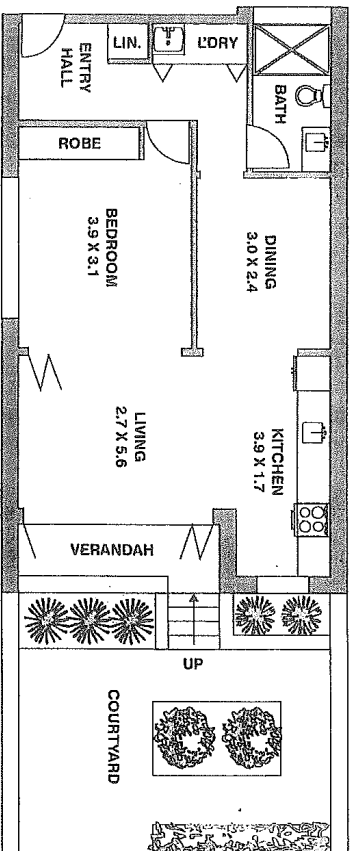 ENTRY
HALL
LIN.
L'DRY
BATH
ROBE
BEDROOM
3.9 X 3.1
DINING
3.0 X 2.4
LIVING
2.7 X 5.6
KITCHEN
3.9 X 1.7
VERANDAH
UP
COURTYARD